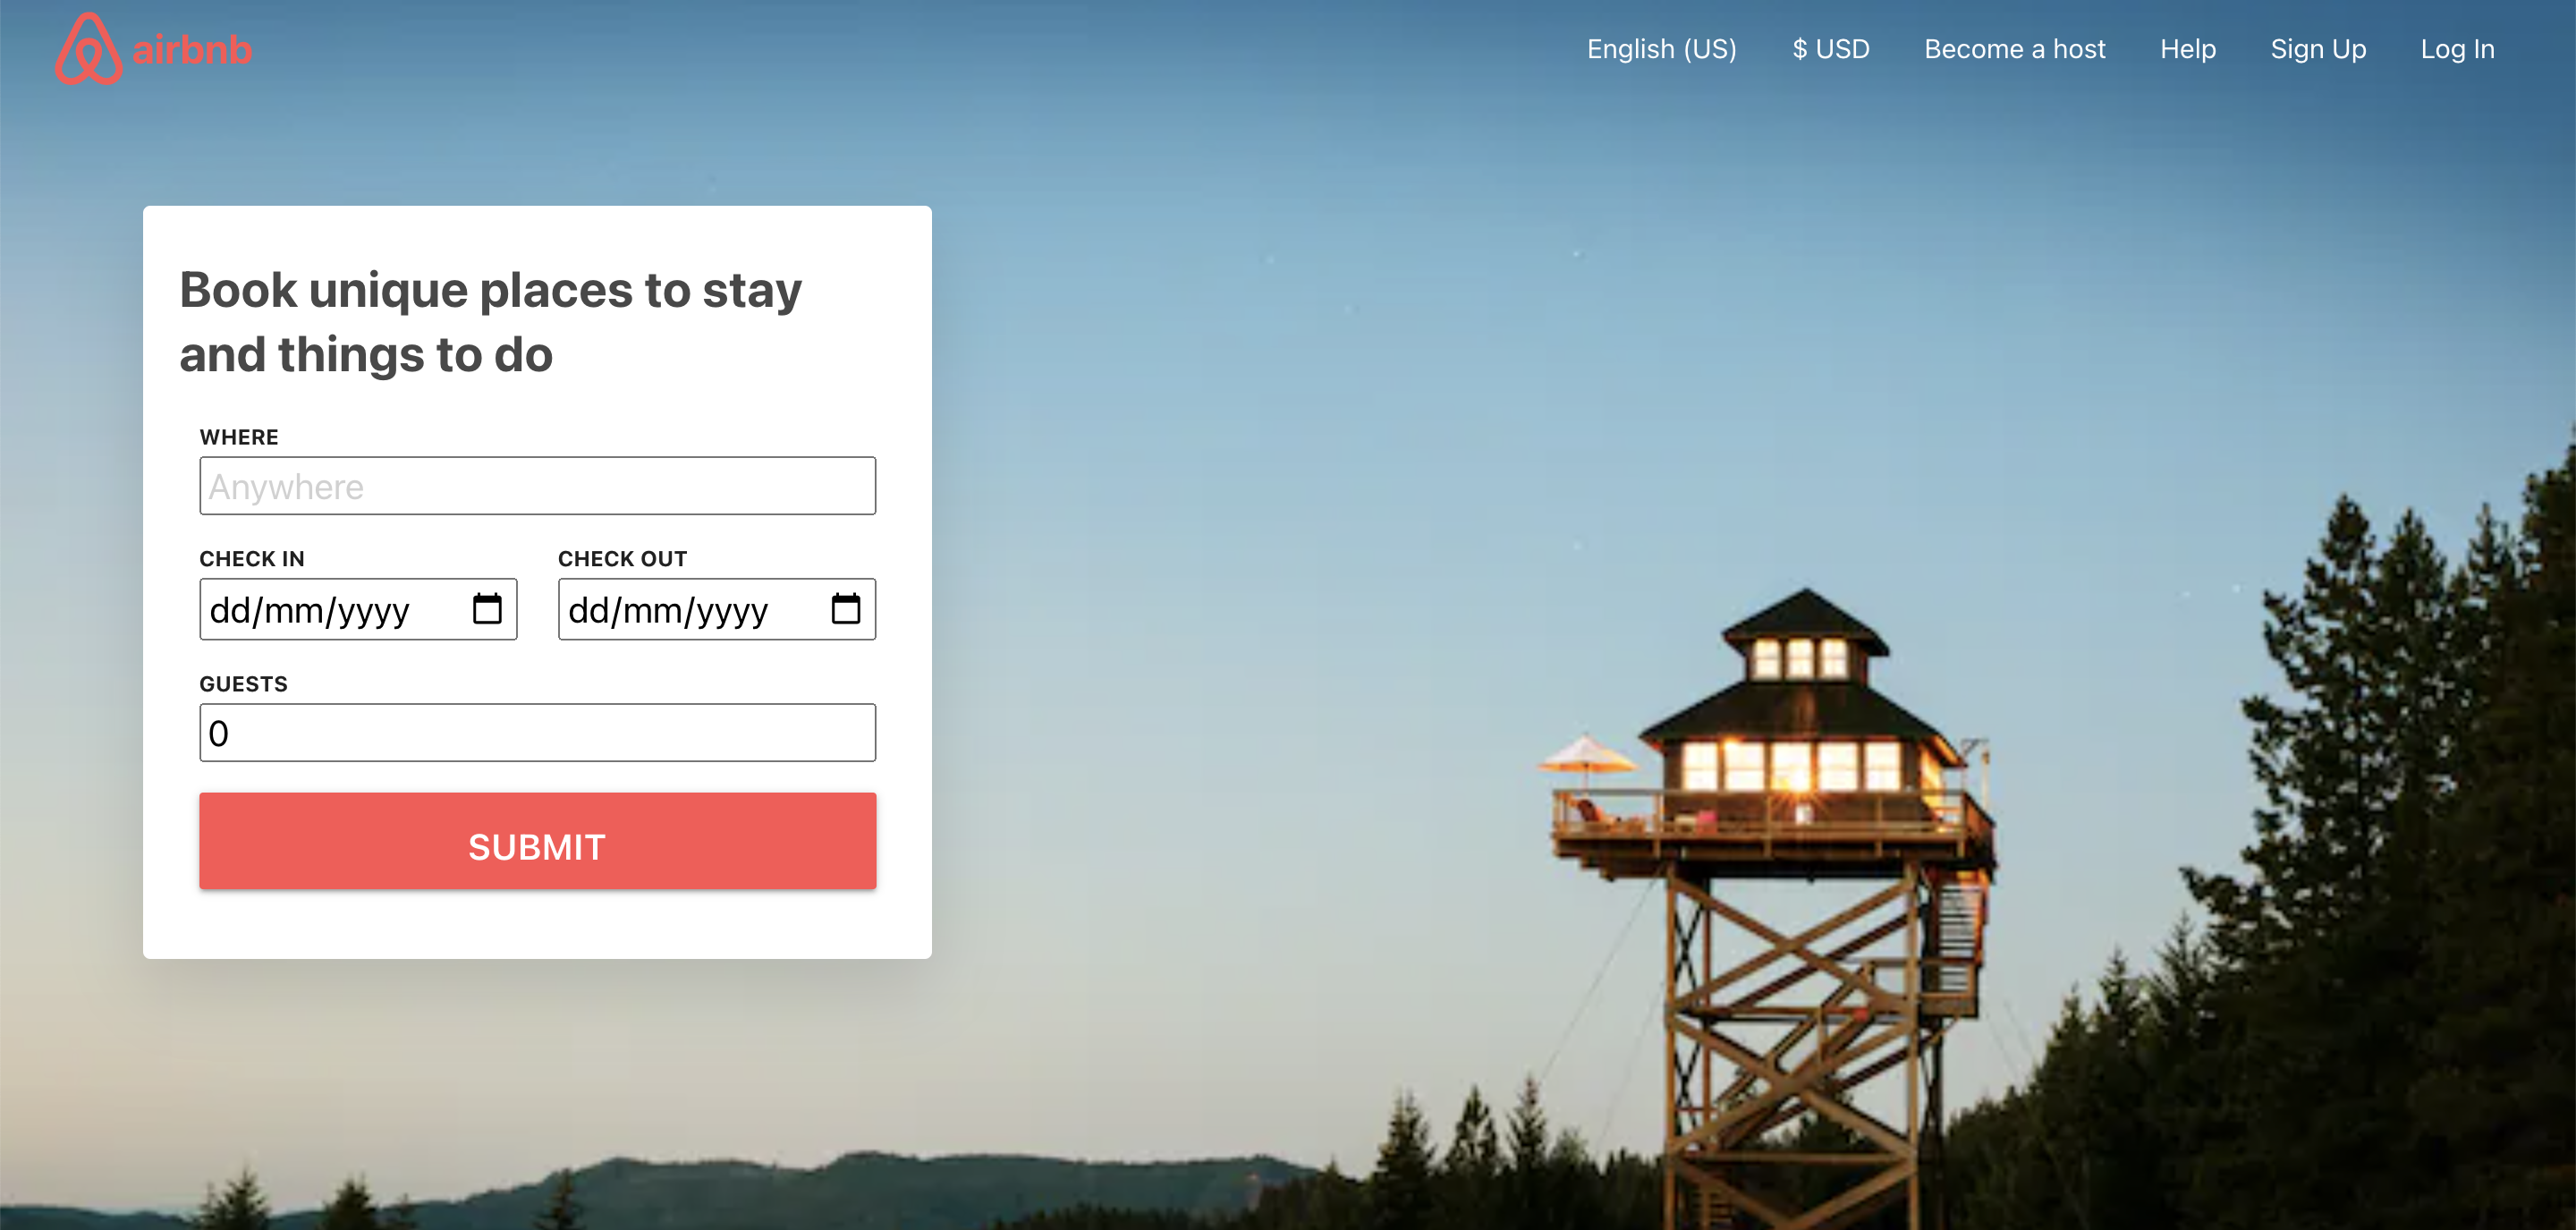 airbnb
English (US) $ USD Become a host Help Sign Up Log In
Book unique places to stay
and things to do
WHERE
Anywhere
CHECK IN CHECK OUT
dd/mm/yyyy dd/mm/yyyy
GUESTS
0
SUBMIT